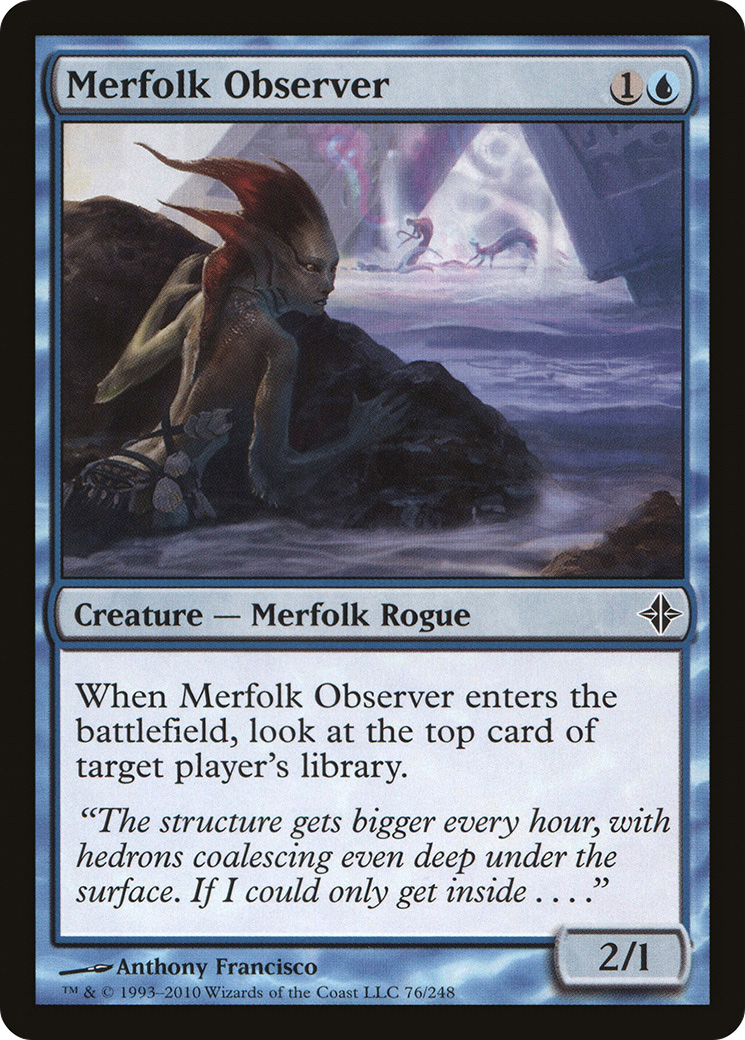 Merfolk Observer 1
Creature — Merfolk Rogue
When Merfolk Observer enters the
battlefield, look at the top card of
target player's library.
“The structure gets bigger every hour, with
hedrons coalescing even deep under the
surface. If I could only get inside . . . .”
2/1
Anthony Francisco
™ & © 1993–2010 Wizards of the Coast LLC 76/248